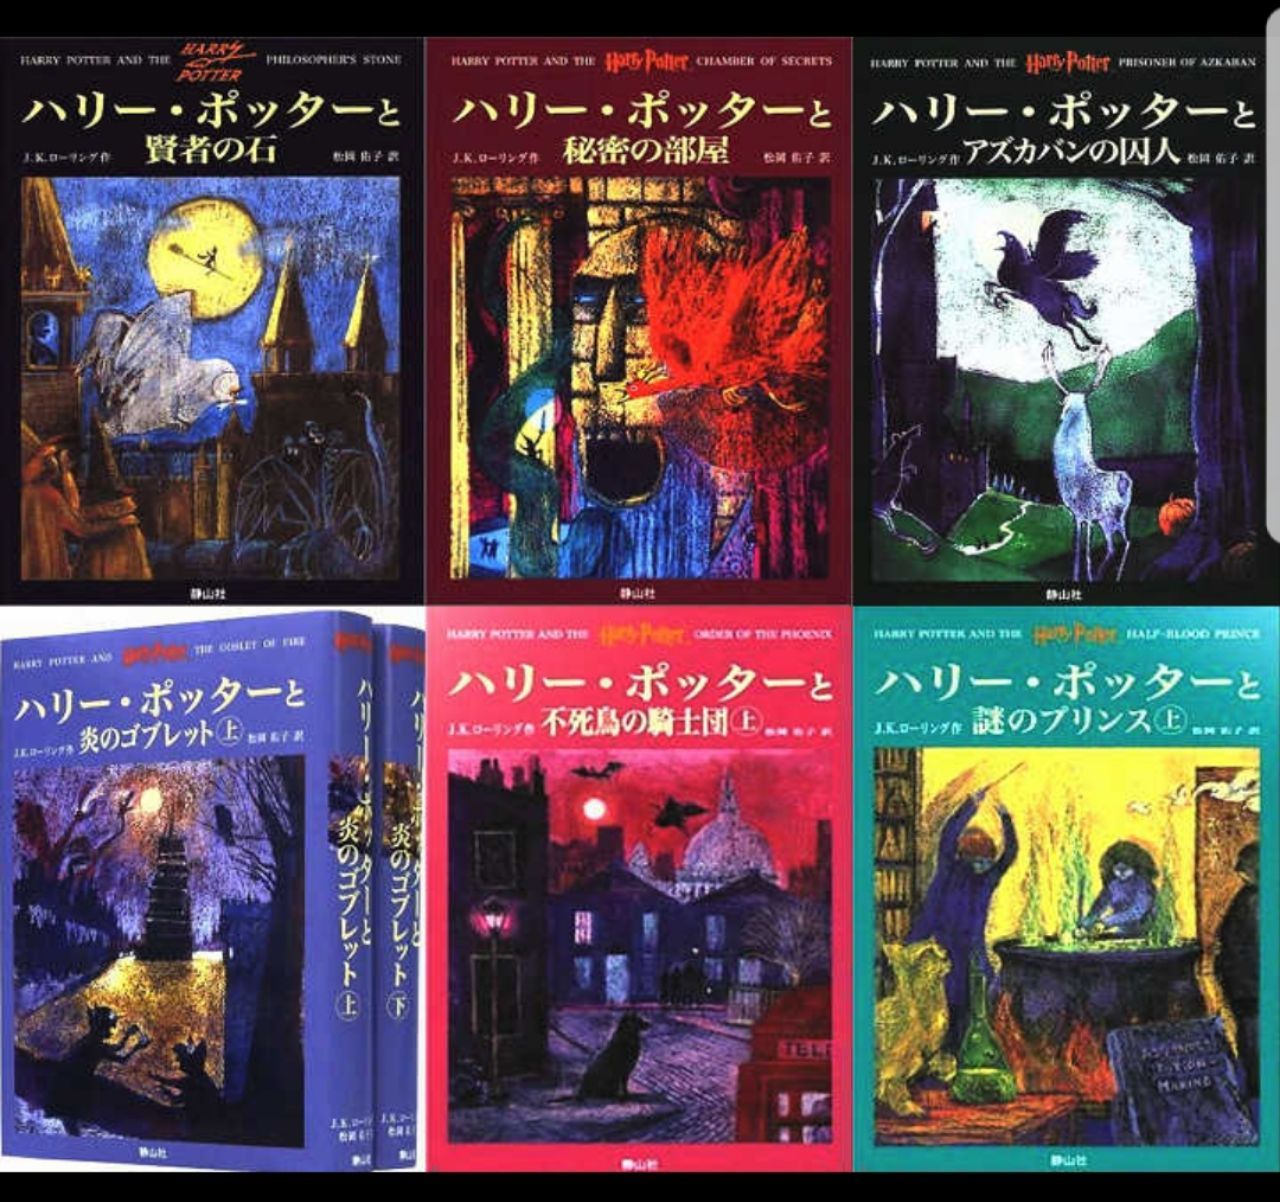 HARRY POTTER AND THE HARRY POTTER PHILOSOPHER'S STONE
ハリー・ポッターと
賢者の石
J.K.ローリング作 松岡佑子訳
静山社
HARRY POTTER AND THE Harry Potter CHAMBER OF SECRETS
ハリー・ポッターと
秘密の部屋
J.K.ローリング作 松岡佑子訳
静山社
HARRY POTTER AND THE Harry Potter PRISONER OF AZKABAN
ハリー・ポッターと
アズカバンの囚人
J.K.ローリング作 松岡佑子訳
静山社
HARRY POTTER AND Harry Potter THE GOBLET OF FIRE
ハリー・ポッターと
炎のゴブレット 上
J.K.ローリング作 松岡佑子訳
静山社
炎のゴブレット 上
炎のゴブレット 下
HARRY POTTER AND THE Harry Potter ORDER OF THE PHOENIX
ハリー・ポッターと
不死鳥の騎士団 上
J.K.ローリング作 松岡佑子訳
TELE
静山社
HARRY POTTER AND THE Harry Potter HALF-BLOOD PRINCE
ハリー・ポッターと
謎のプリンス 上
J.K.ローリング作 松岡佑子訳
MAKING
静山社